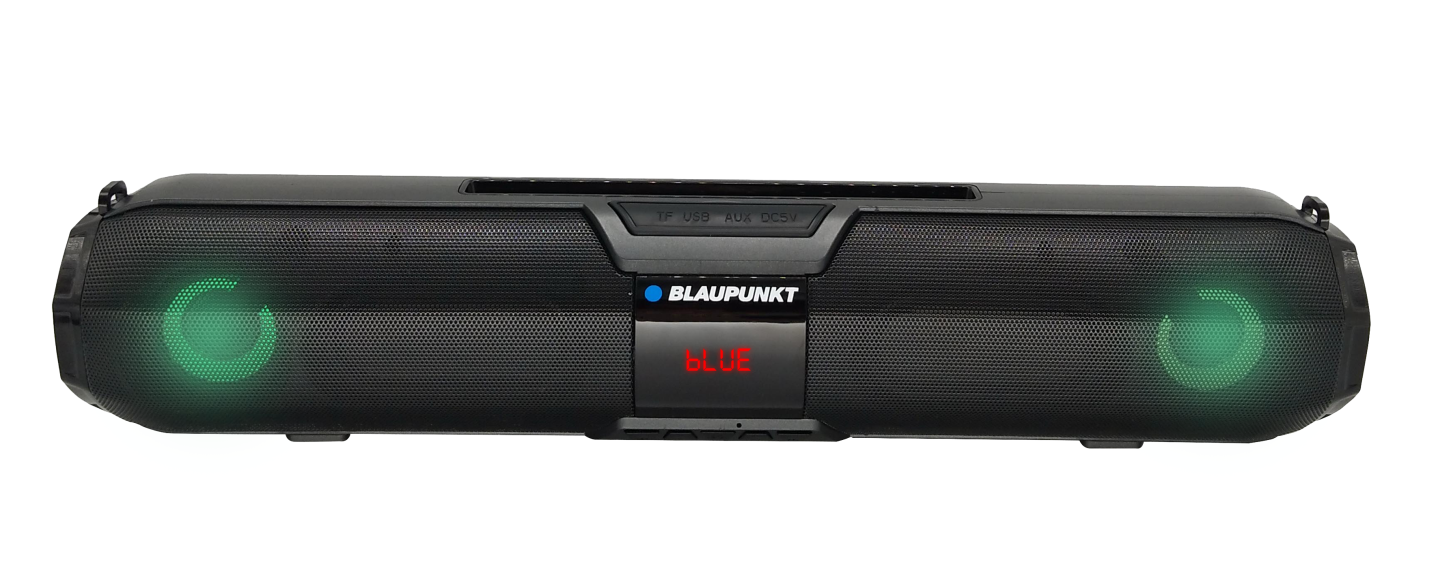 TF USB AUX DC5V
BLAUPUNKT
bLUE